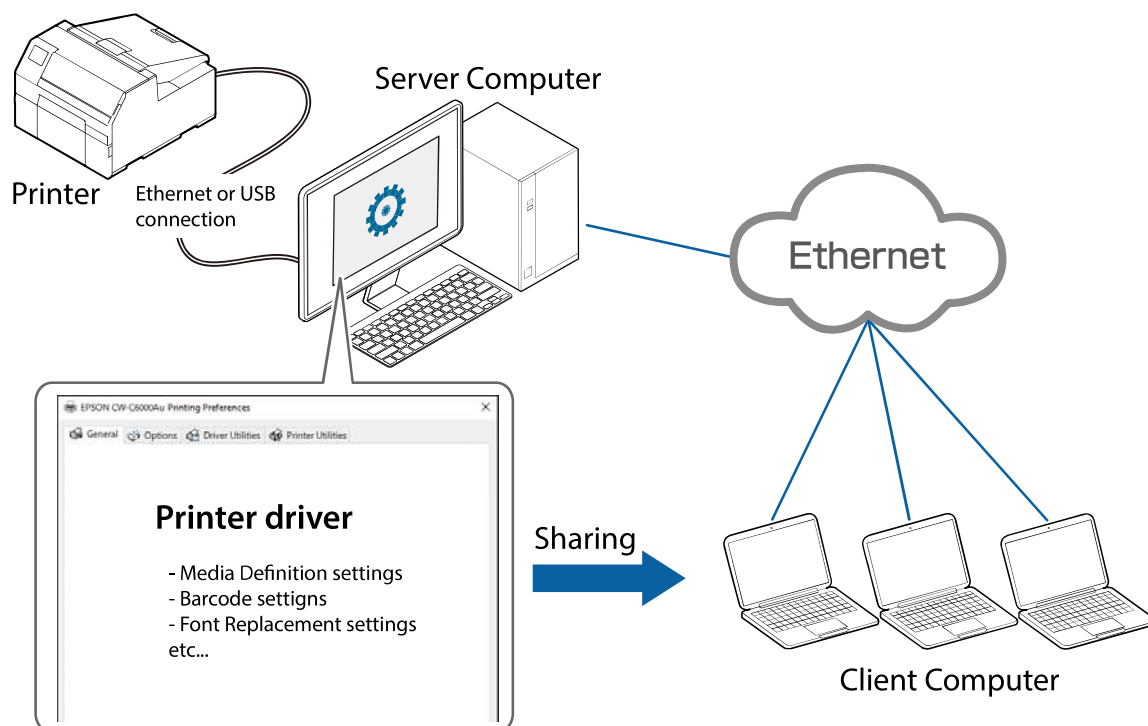 Server Computer
Printer
Ethernet or USB
connection
Ethernet
EPSON CW-C6000Au Printing Preferences
General Options Driver Utilities Printer Utilities
Printer driver
- Media Definition settings
- Barcode settigns
- Font Replacement settings
etc...
Sharing
Client Computer